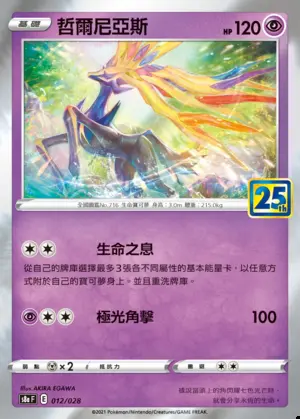 基礎 哲爾尼亞斯 HP 120
全國圖鑑No.716 生命寶可夢 身高:3.0m 體重:215.0kg
25th
生命之息
從自己的牌庫選擇最多3張各不同屬性的基本能量卡,以任意方式附於自己的寶可夢身上。並且重洗牌庫。
極光角擊 100
弱點 ×2 抵抗力 撤退
illus. AKIRA EGAWA
s8a F E 012/028
©2021 Pokémon/Nintendo/Creatures/GAME FREAK